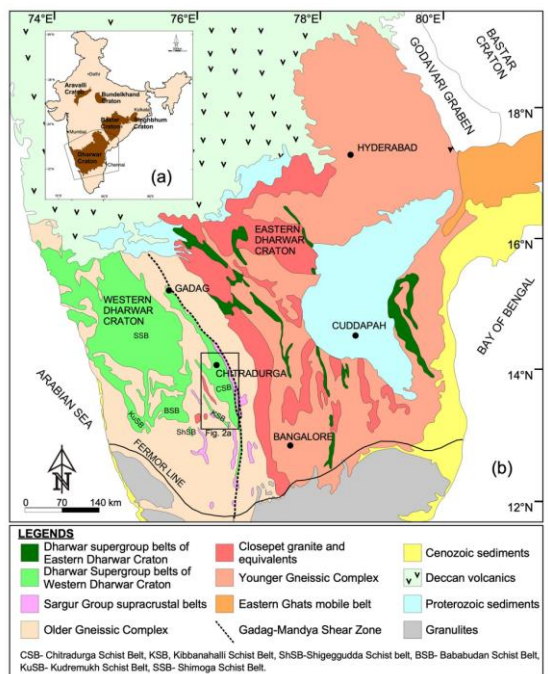 74°E
76°E
78°E
80°E
BASTAR
CRATON
GODAVARI GRABEN
18°N
Delhi
Aravalli
Craton
Bundelkhand
Craton
Kolkata
Mumbai
Dharwar
Craton
Chennai
(a)
HYDERABAD
EASTERN
DHARWAR
CRATON
16°N
WESTERN
DHARWAR
CRATON
GADAG
SSB
CUDDAPAH
BAY OF BENGAL
CHITRADURGA
CSB
14°N
ARABIAN SEA
KuSB
BSB
KSB
ShSB
Fig. 2a
FERMOR LINE
BANGALORE
(b)
N
0 70 140 km
12°N
LEGENDS
Dharwar supergroup belts of
Eastern Dharwar Craton
Dharwar Supergroup belts of
Western Dharwar Craton
Sargur Group supracrustal belts
Older Gneissic Complex
Closepet granite and
equivalents
Younger Gneissic Complex
Eastern Ghats mobile belt
Gadag-Mandya Shear Zone
Cenozoic sediments
Deccan volcanics
Proterozoic sediments
Granulites
CSB- Chitradurga Schist Belt, KSB, Kibbanahalli Schist Belt, ShSB-Shigeggudda Schist belt, BSB- Bababudan Schist Belt,
KuSB- Kudremukh Schist Belt, SSB- Shimoga Schist Belt.